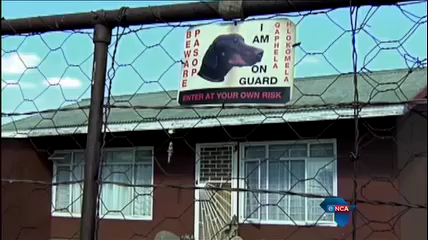 BEWARE
PASOP
I
AM
ON
GUARD
QAPHELA
HLOKOMELA
ENTER AT YOUR OWN RISK
eNCA